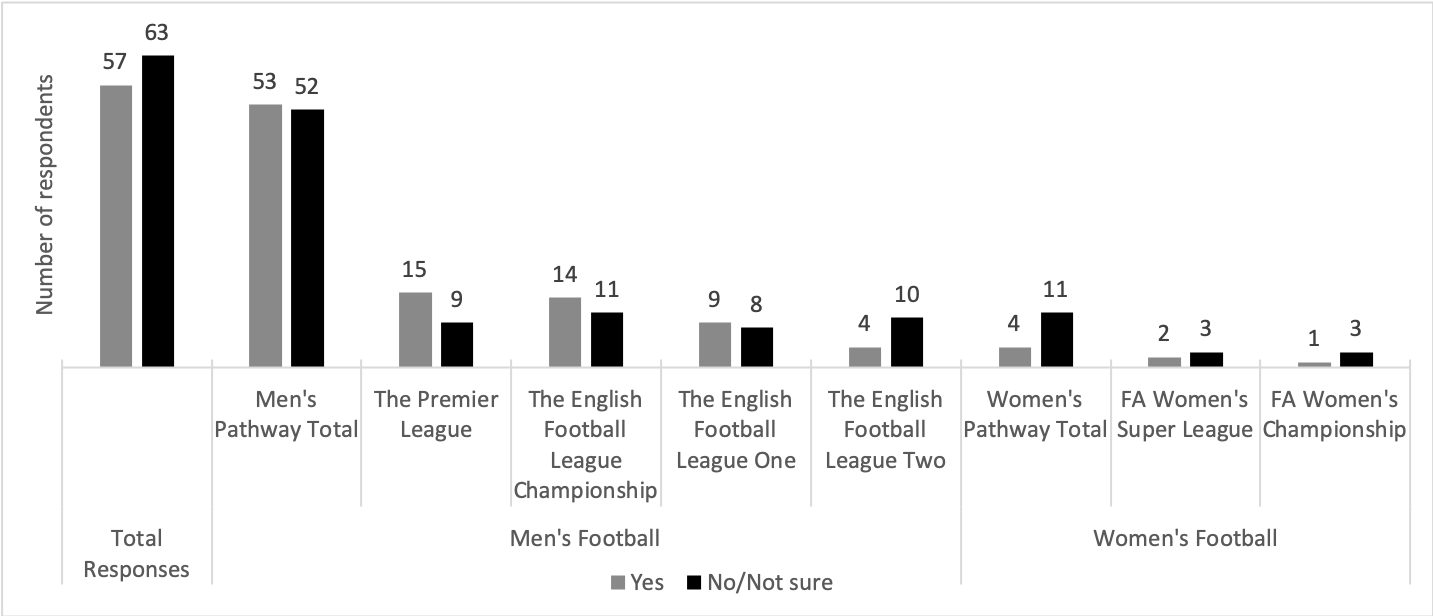 Number of respondents
57
63
53
52
15
9
14
11
9
8
4
10
4
11
2
3
1
3
Men's
Pathway Total
The Premier
League
The English
Football
League
Championship
The English
Football
League One
The English
Football
League Two
Women's
Pathway Total
FA Women's
Super League
FA Women's
Championship
Total
Responses
Men's Football
Women's Football
Yes
No/Not sure